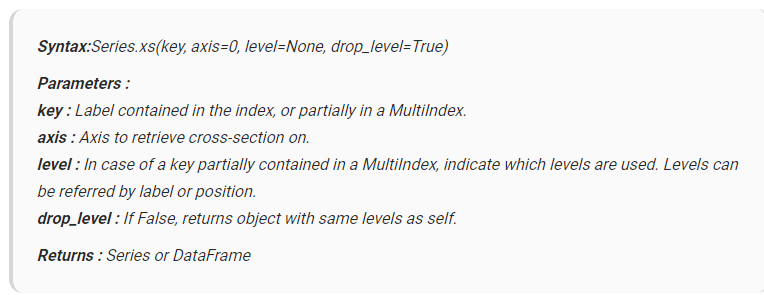 Syntax:Series.xs(key, axis=0, level=None, drop_level=True)
Parameters :
key : Label contained in the index, or partially in a MultiIndex.
axis : Axis to retrieve cross-section on.
level : In case of a key partially contained in a MultiIndex, indicate which levels are used. Levels can
be referred by label or position.
drop_level : If False, returns object with same levels as self.
Returns : Series or DataFrame